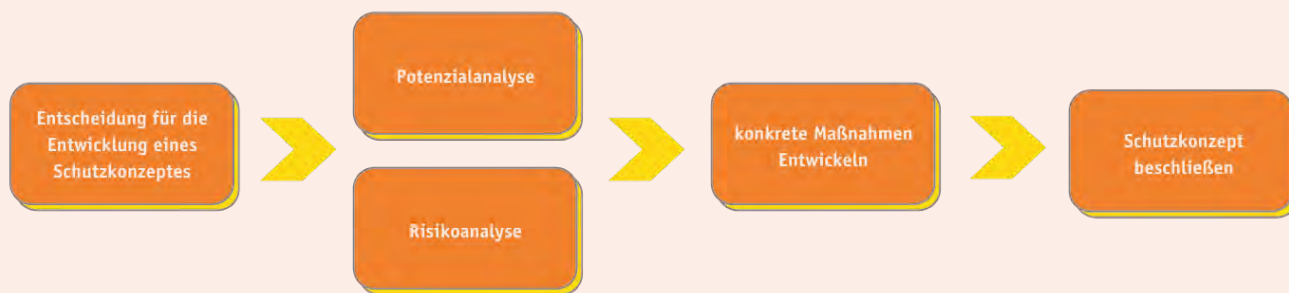 Entscheidung für die
Entwicklung eines
Schutzkonzeptes
Potenzialanalyse
Risikoanalyse
konkrete Maßnahmen
Entwickeln
Schutzkonzept
beschließen